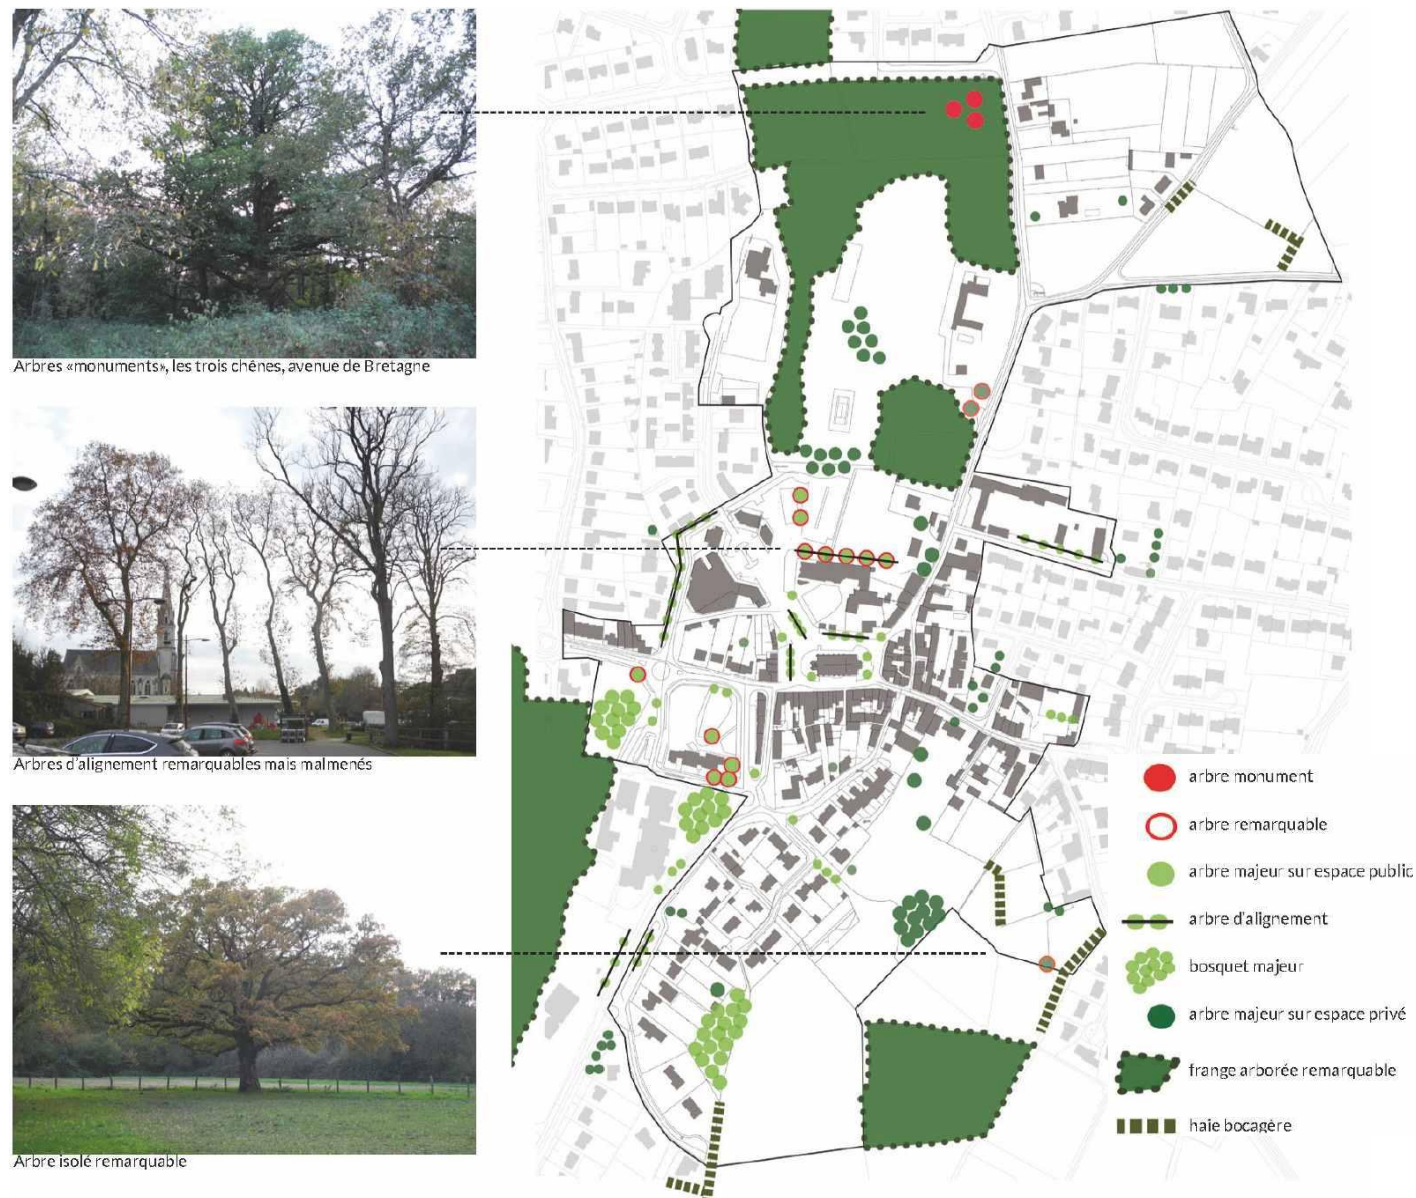 Arbres «monuments», les trois chênes, avenue de Bretagne
Arbres d'alignement remarquables mais malmenés
Arbre isolé remarquable
arbre monument
arbre remarquable
arbre majeur sur espace public
arbre d'alignement
bosquet majeur
arbre majeur sur espace privé
frange arborée remarquable
haie bocagère